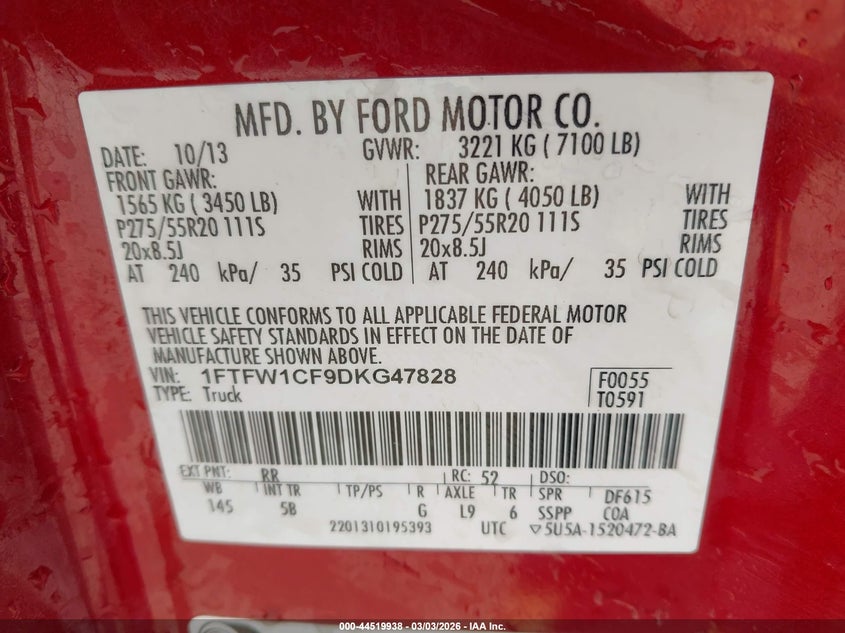 MFD. BY FORD MOTOR CO.
DATE: 10/13 GVWR: 3221 KG ( 7100 LB)
FRONT GAWR: REAR GAWR:
1565 KG ( 3450 LB) WITH 1837 KG ( 4050 LB) WITH
P275/55R20 111S TIRES P275/55R20 111S TIRES
20x8.5J RIMS 20x8.5J RIMS
AT 240 kPa/ 35 PSI COLD AT 240 kPa/ 35 PSI COLD
THIS VEHICLE CONFORMS TO ALL APPLICABLE FEDERAL MOTOR
VEHICLE SAFETY STANDARDS IN EFFECT ON THE DATE OF
MANUFACTURE SHOWN ABOVE.
VIN: 1FTFW1CF9DKG47828 F0055
TYPE: Truck T0591
EXT PNT: RR RC: 52 DSO:
WB INT TR TP/PS R AXLE TR SPR DF615
145 5B G L9 6 SSPP COA
2201310195393 UTC ▽5U5A-1520472-BA
000-44519938 - 03/03/2026 - IAA Inc.